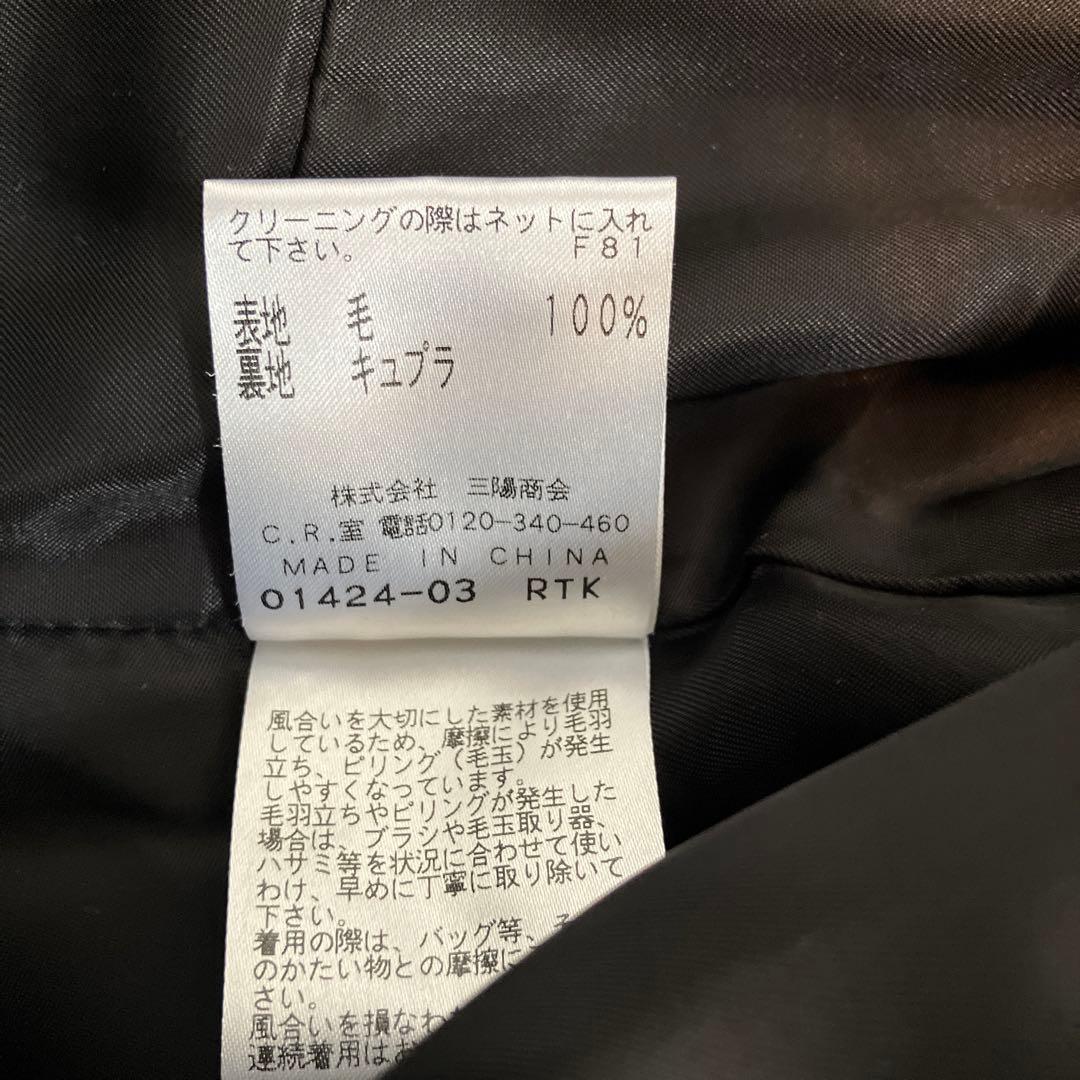 クリーニングの際はネットに入れ
て下さい。 F81
表地 毛 100%
裏地 キュプラ
株式会社 三陽商会
C.R.室 電話0120-340-460
MADE IN CHINA
01424-03 RTK
風合いを大切にした素材を使用
しているため、摩擦により毛羽
立ち、ピリング(毛玉)が発生
しやすくなっています。
毛羽立ちやピリングが発生した
場合は、ブラシや毛玉取り器、
ハサミ等を状況に合わせて使い
わけ、早めに丁寧に取り除いて
下さい。
着用の際は、バッグ等、そ
のかたい物との摩擦に
さい。
風合いを損なわ
連続着用はお